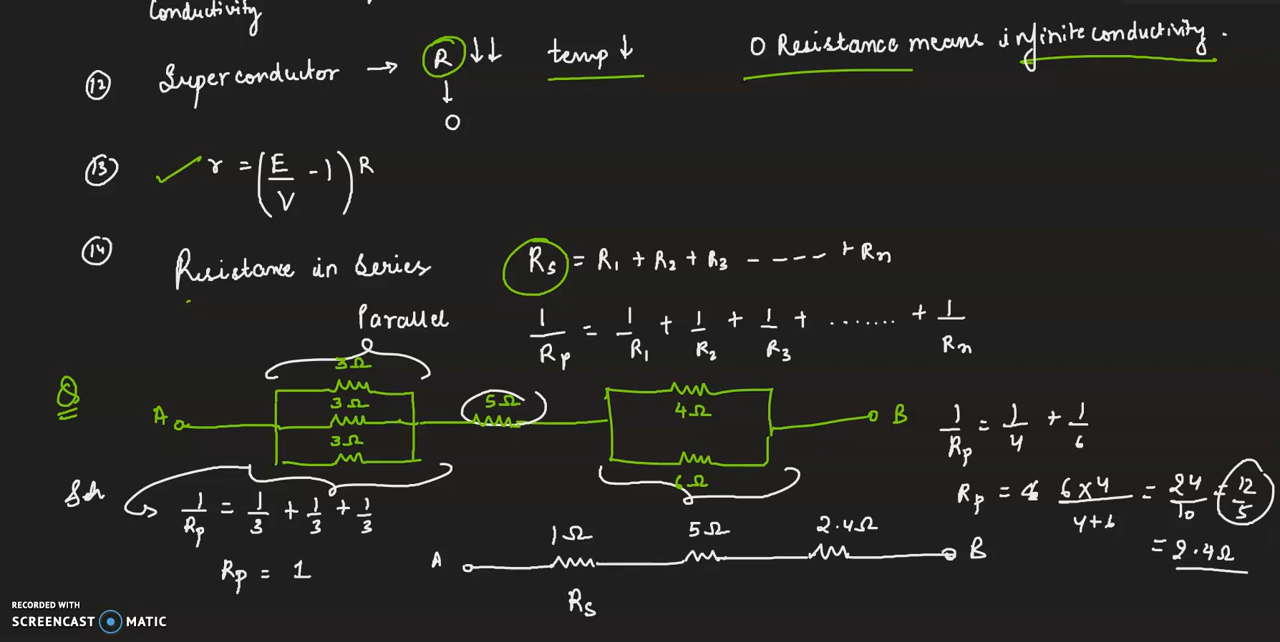 Conductivity
(12) Superconductor → R ↓↓ temp ↓ 0 Resistance means infinite conductivity.
↓
0
(13) ✓ r = (E/V - 1) R
(14) Resistance in series Rs = R1 + R2 + R3 ---- + Rn
Parallel 1/Rp = 1/R1 + 1/R2 + 1/R3 + ....... + 1/Rn
Q
3Ω
3Ω
3Ω
A
5Ω
4Ω
6Ω
B
1/Rp = 1/4 + 1/6
Rp = 6×4/4+6 = 24/10 = 12/5
= 2.4Ω
Soln
1/Rp = 1/3 + 1/3 + 1/3
Rp = 1
A 1Ω 5Ω 2.4Ω B
Rs
RECORDED WITH
SCREENCAST MATIC